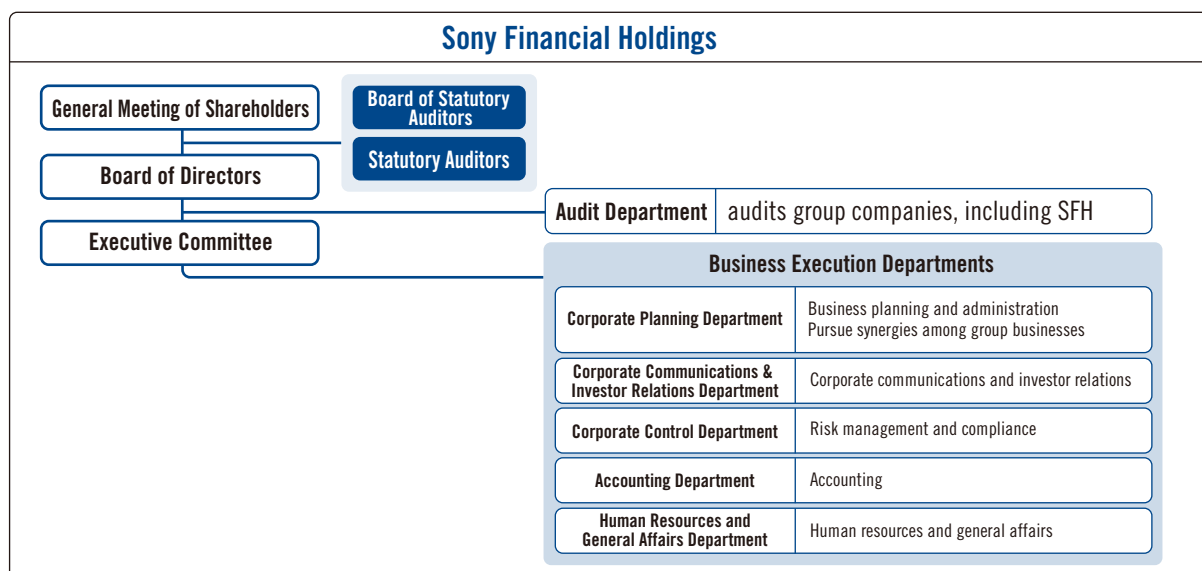 Sony Financial Holdings
General Meeting of Shareholders
Board of Statutory
Auditors
Statutory Auditors
Board of Directors
Executive Committee
Audit Department
audits group companies, including SFH
Business Execution Departments
Corporate Planning Department
Business planning and administration
Pursue synergies among group businesses
Corporate Communications &
Investor Relations Department
Corporate communications and investor relations
Corporate Control Department
Risk management and compliance
Accounting Department
Accounting
Human Resources and
General Affairs Department
Human resources and general affairs